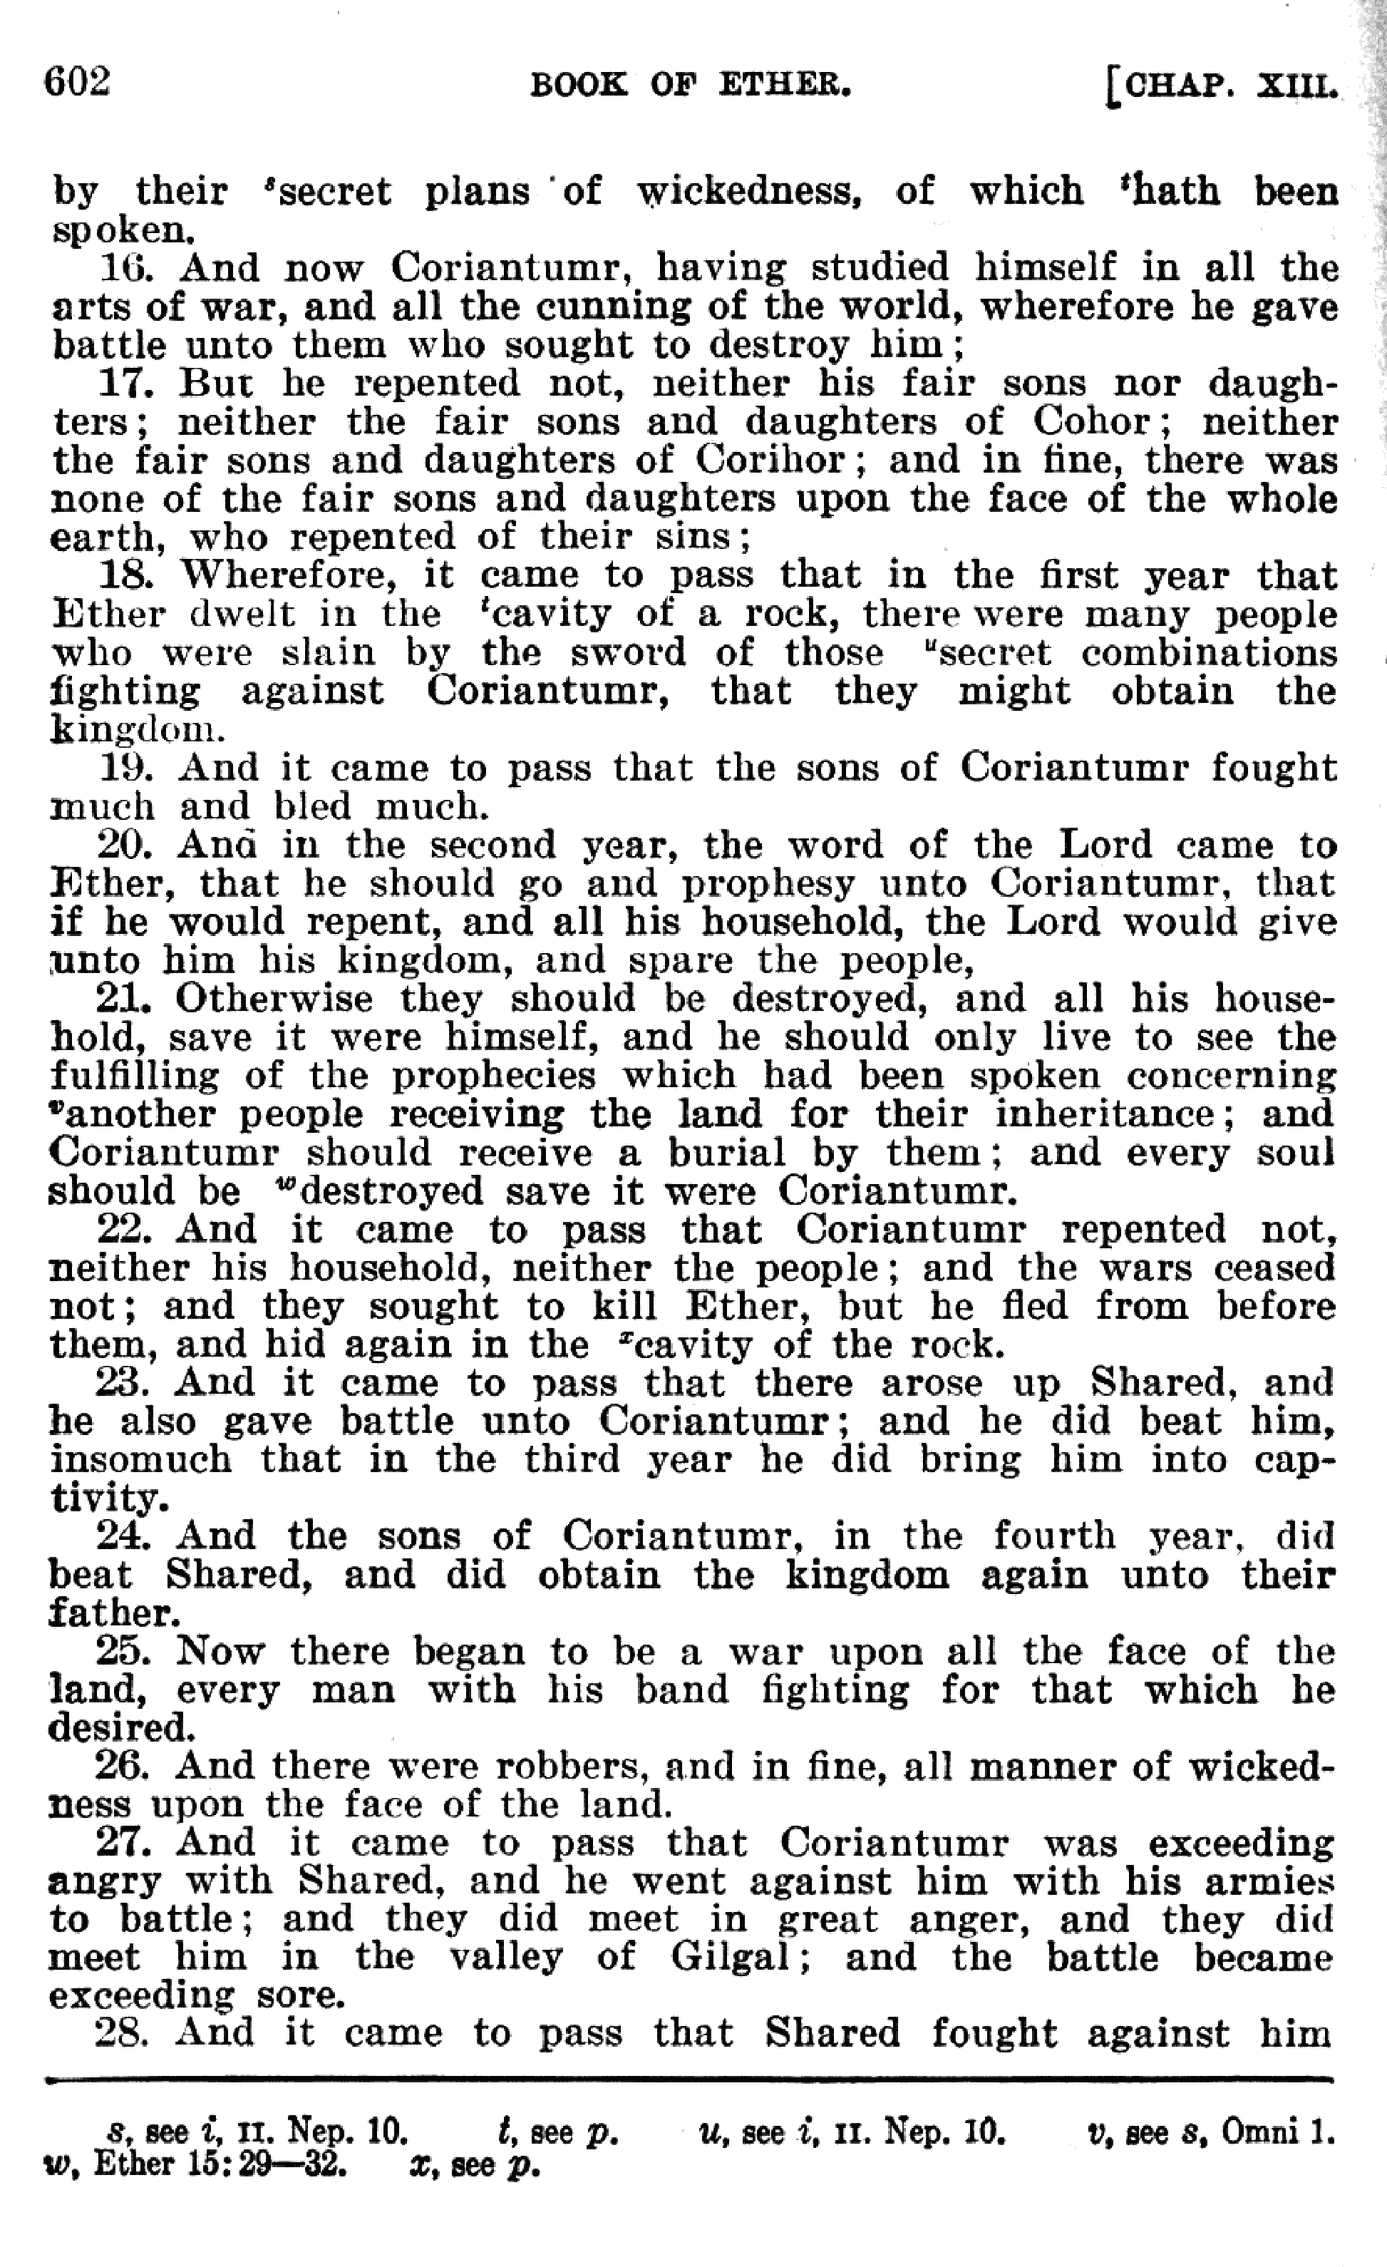 602 BOOK OF ETHER. [CHAP. XIII.
by their ˢsecret plans of wickedness, of which ᵗhath been
spoken.
16. And now Coriantumr, having studied himself in all the
arts of war, and all the cunning of the world, wherefore he gave
battle unto them who sought to destroy him;
17. But he repented not, neither his fair sons nor daugh-
ters; neither the fair sons and daughters of Cohor; neither
the fair sons and daughters of Corihor; and in fine, there was
none of the fair sons and daughters upon the face of the whole
earth, who repented of their sins;
18. Wherefore, it came to pass that in the first year that
Ether dwelt in the ᵗcavity of a rock, there were many people
who were slain by the sword of those ᵘsecret combinations
fighting against Coriantumr, that they might obtain the
kingdom.
19. And it came to pass that the sons of Coriantumr fought
much and bled much.
20. And in the second year, the word of the Lord came to
Ether, that he should go and prophesy unto Coriantumr, that
if he would repent, and all his household, the Lord would give
unto him his kingdom, and spare the people,
21. Otherwise they should be destroyed, and all his house-
hold, save it were himself, and he should only live to see the
fulfilling of the prophecies which had been spoken concerning
ᵛanother people receiving the land for their inheritance; and
Coriantumr should receive a burial by them; and every soul
should be ʷdestroyed save it were Coriantumr.
22. And it came to pass that Coriantumr repented not,
neither his household, neither the people; and the wars ceased
not; and they sought to kill Ether, but he fled from before
them, and hid again in the ˣcavity of the rock.
23. And it came to pass that there arose up Shared, and
he also gave battle unto Coriantumr; and he did beat him,
insomuch that in the third year he did bring him into cap-
tivity.
24. And the sons of Coriantumr, in the fourth year, did
beat Shared, and did obtain the kingdom again unto their
father.
25. Now there began to be a war upon all the face of the
land, every man with his band fighting for that which he
desired.
26. And there were robbers, and in fine, all manner of wicked-
ness upon the face of the land.
27. And it came to pass that Coriantumr was exceeding
angry with Shared, and he went against him with his armies
to battle; and they did meet in great anger, and they did
meet him in the valley of Gilgal; and the battle became
exceeding sore.
28. And it came to pass that Shared fought against him
s, see i, II. Nep. 10. t, see p. u, see i, II. Nep. 10. v, see s, Omni 1.
w, Ether 15:29—32. x, see p.